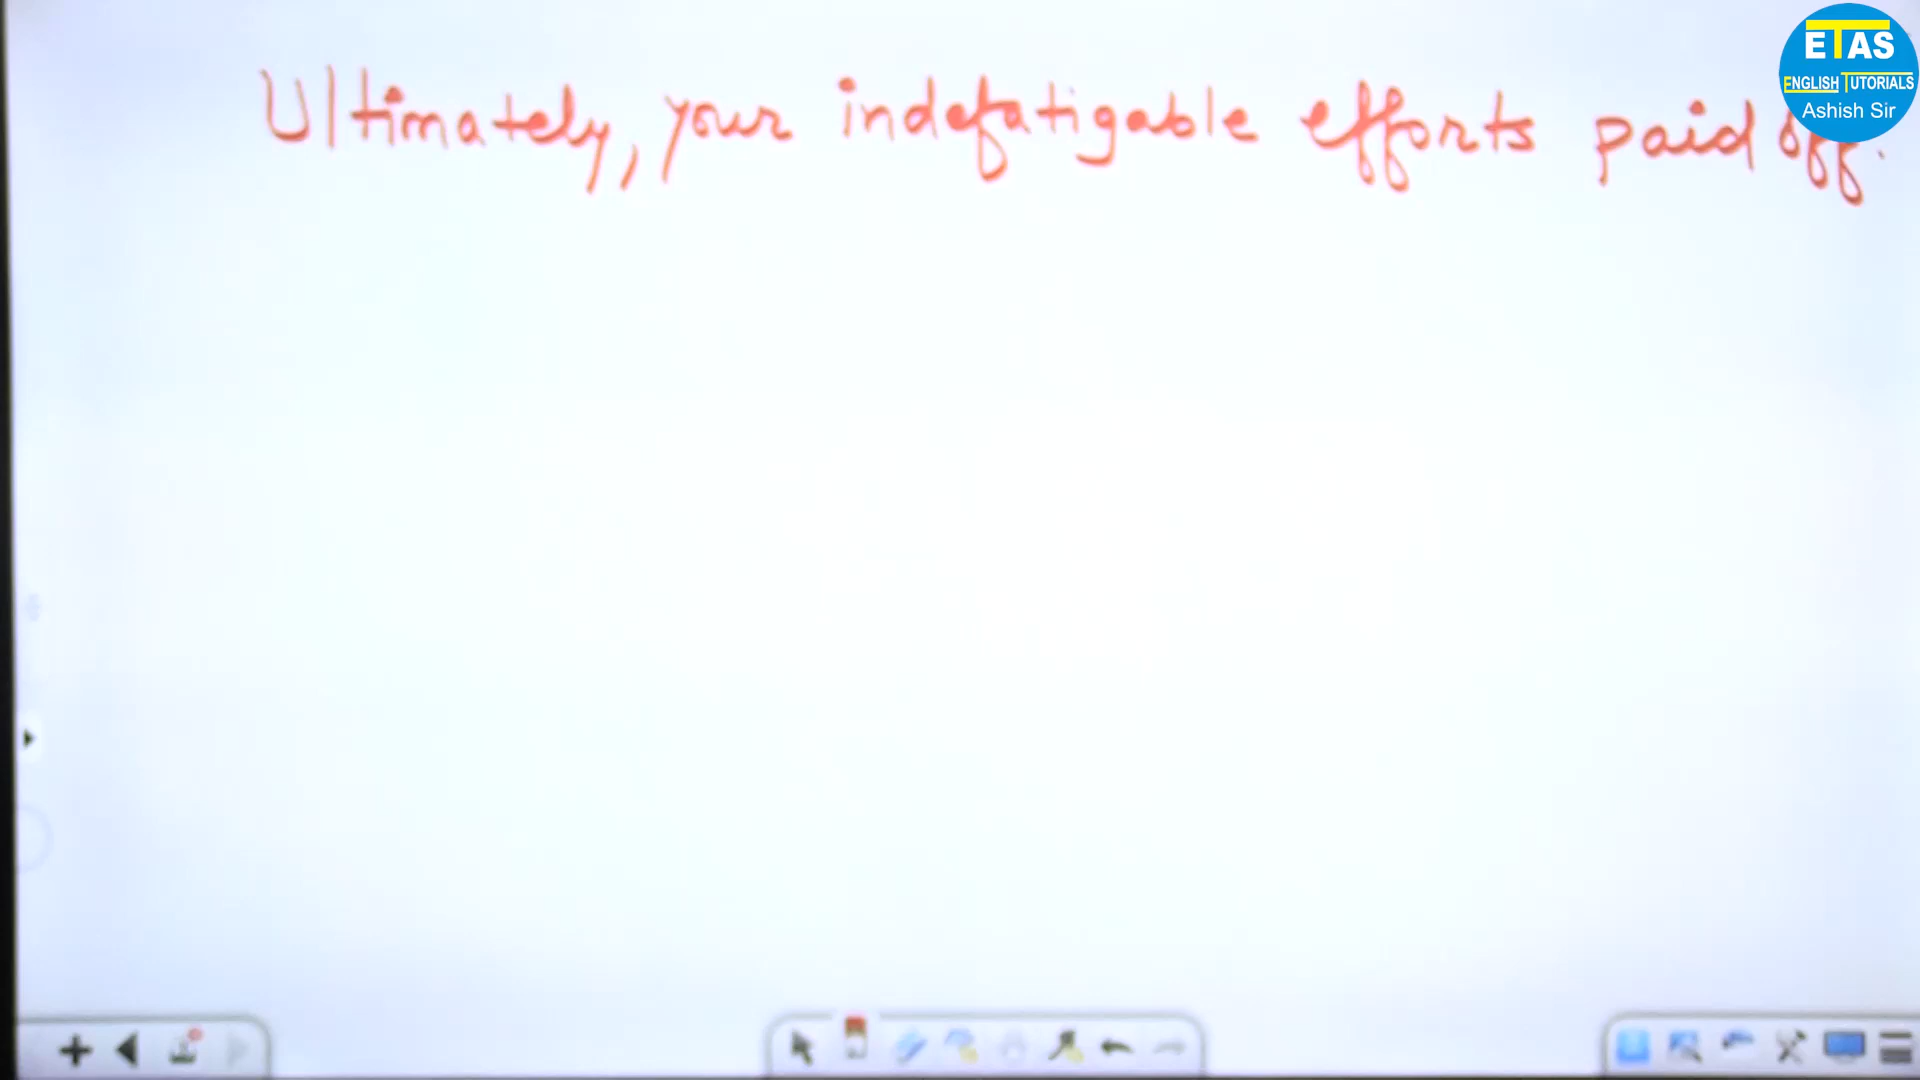 Ultimately, your indefatigable efforts paid off.
ETAS
ENGLISH TUTORIALS
Ashish Sir